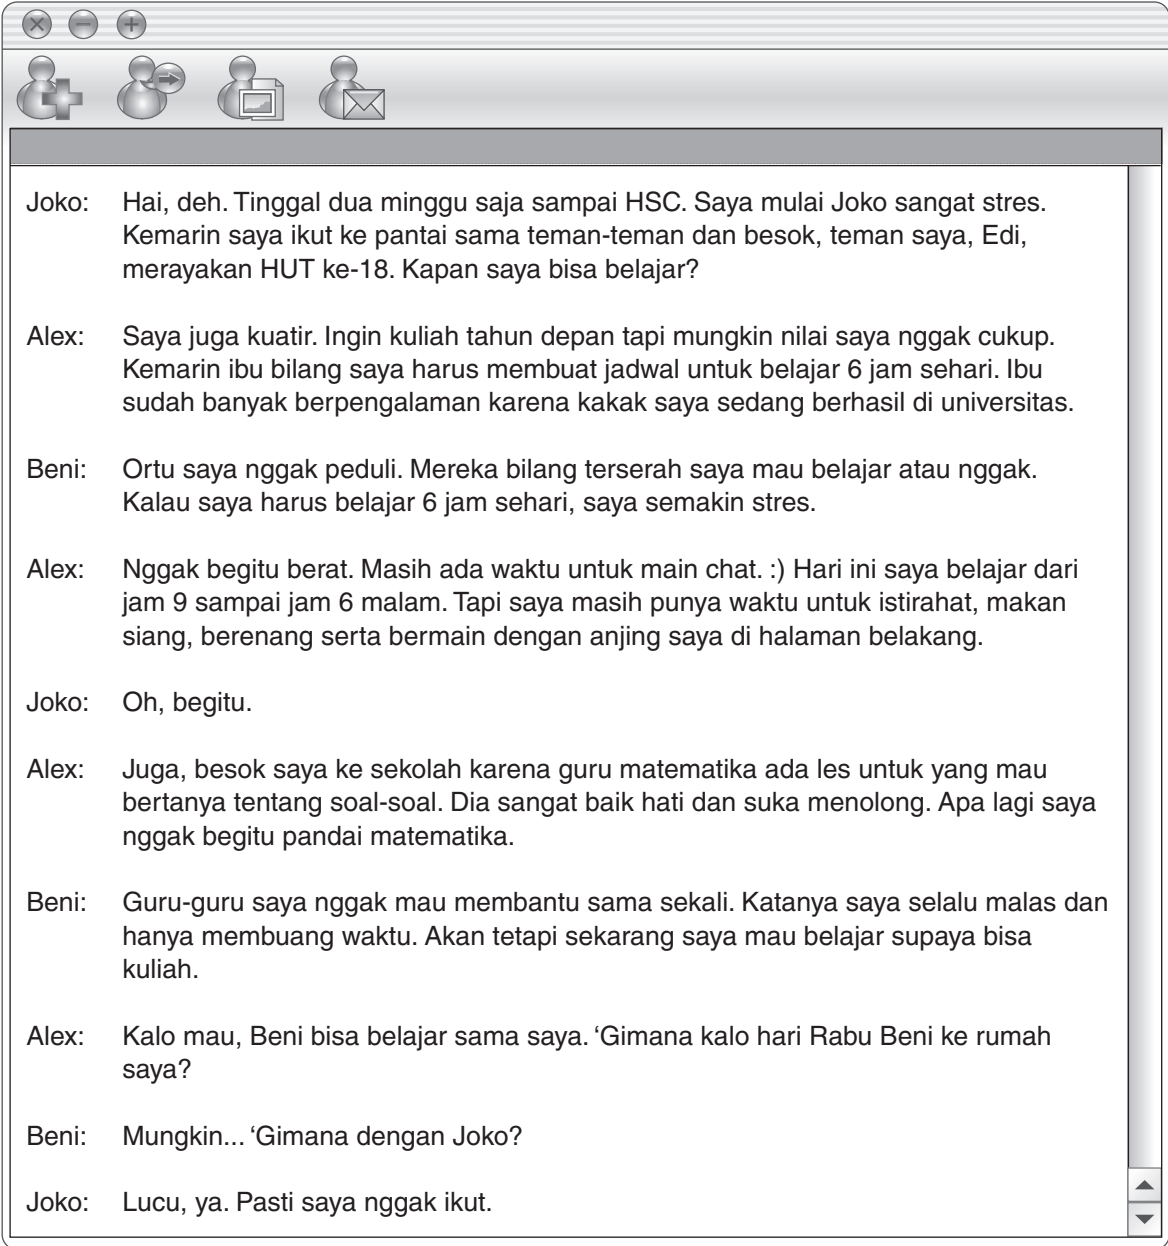 Joko: Hai, deh. Tinggal dua minggu saja sampai HSC. Saya mulai Joko sangat stres.
Kemarin saya ikut ke pantai sama teman-teman dan besok, teman saya, Edi,
merayakan HUT ke-18. Kapan saya bisa belajar?
Alex: Saya juga kuatir. Ingin kuliah tahun depan tapi mungkin nilai saya nggak cukup.
Kemarin ibu bilang saya harus membuat jadwal untuk belajar 6 jam sehari. Ibu
sudah banyak berpengalaman karena kakak saya sedang berhasil di universitas.
Beni: Ortu saya nggak peduli. Mereka bilang terserah saya mau belajar atau nggak.
Kalau saya harus belajar 6 jam sehari, saya semakin stres.
Alex: Nggak begitu berat. Masih ada waktu untuk main chat. :) Hari ini saya belajar dari
jam 9 sampai jam 6 malam. Tapi saya masih punya waktu untuk istirahat, makan
siang, berenang serta bermain dengan anjing saya di halaman belakang.
Joko: Oh, begitu.
Alex: Juga, besok saya ke sekolah karena guru matematika ada les untuk yang mau
bertanya tentang soal-soal. Dia sangat baik hati dan suka menolong. Apa lagi saya
nggak begitu pandai matematika.
Beni: Guru-guru saya nggak mau membantu sama sekali. Katanya saya selalu malas dan
hanya membuang waktu. Akan tetapi sekarang saya mau belajar supaya bisa
kuliah.
Alex: Kalo mau, Beni bisa belajar sama saya. ‘Gimana kalo hari Rabu Beni ke rumah
saya?
Beni: Mungkin... ‘Gimana dengan Joko?
Joko: Lucu, ya. Pasti saya nggak ikut.